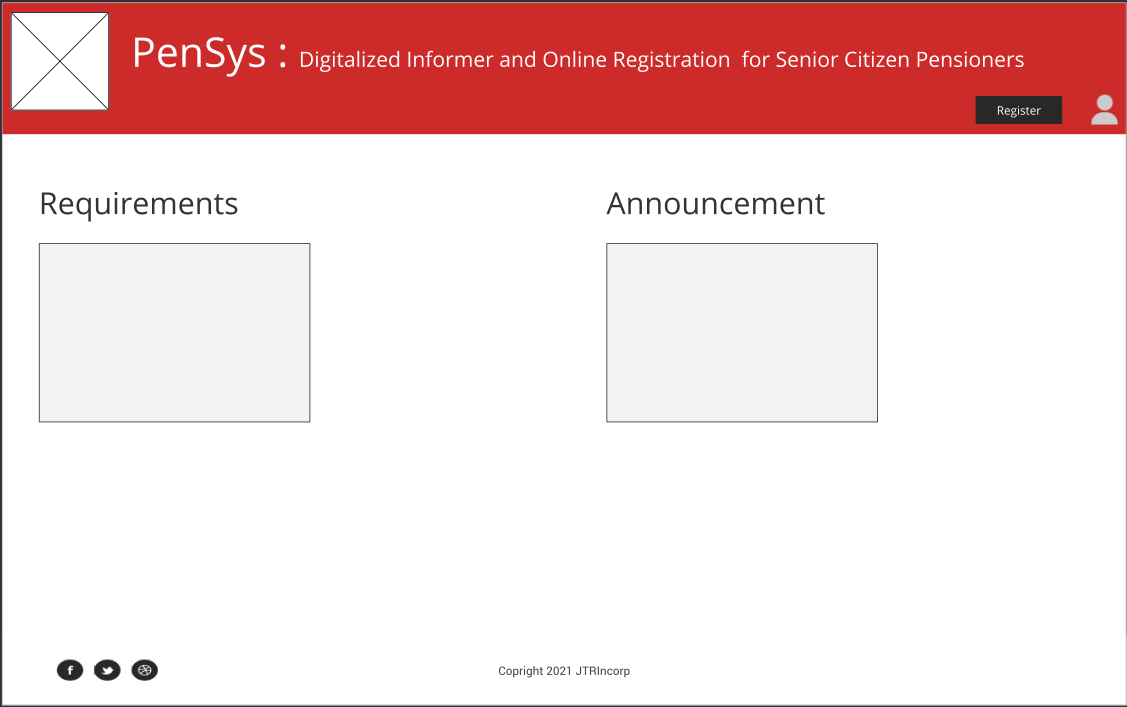 PenSys : Digitalized Informer and Online Registration for Senior Citizen Pensioners
Register
Requirements
Announcement
f
Copright 2021 JTRIncorp